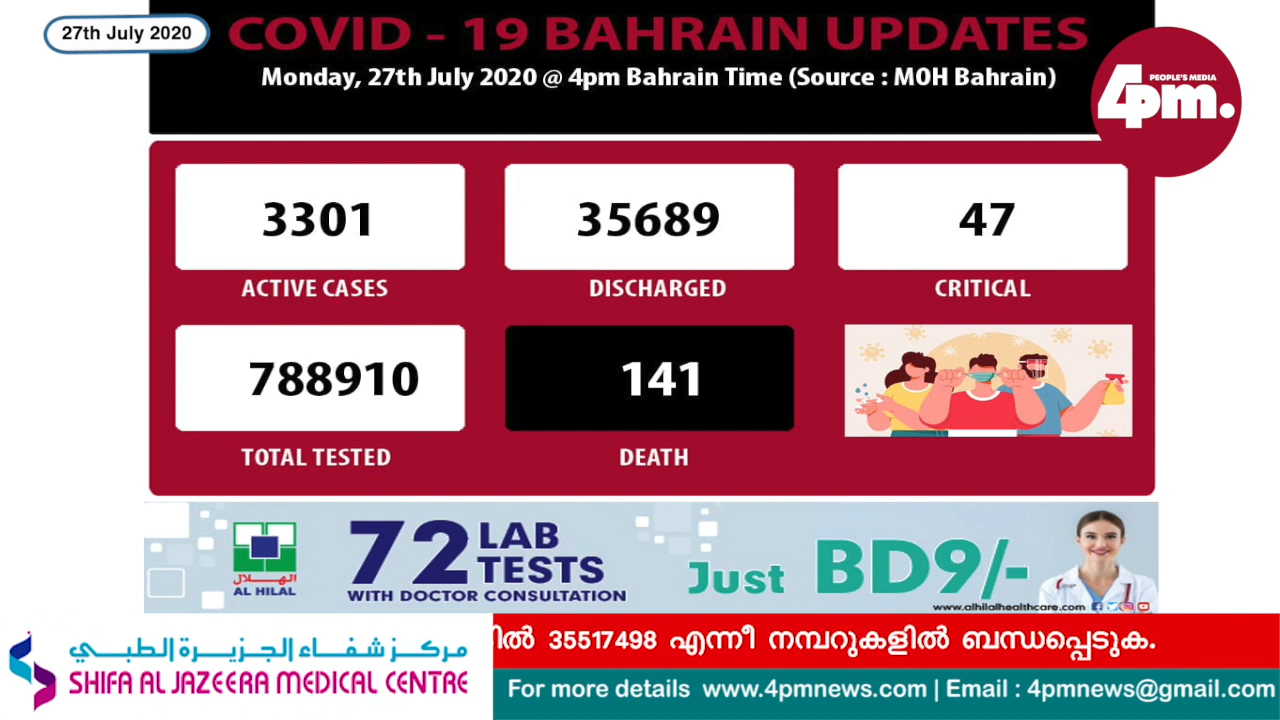 27th July 2020
COVID - 19 BAHRAIN UPDATES
Monday, 27th July 2020 @ 4pm Bahrain Time (Source : M0H Bahrain)
PEOPLE'S MEDIA
4pm.
3301
ACTIVE CASES
35689
DISCHARGED
47
CRITICAL
788910
TOTAL TESTED
141
DEATH
الهلال
AL HILAL
72 LAB TESTS
WITH DOCTOR CONSULTATION
Just BD9/-
www.alhilalhealthcare.com
مركز شفاء الجزيرة الطبي
SHIFA AL JAZEERA MEDICAL CENTRE
ൽ 35517498 എന്നീ നമ്പറുകളിൽ ബന്ധപ്പെടുക.
For more details www.4pmnews.com | Email : 4pmnews@gmail.com